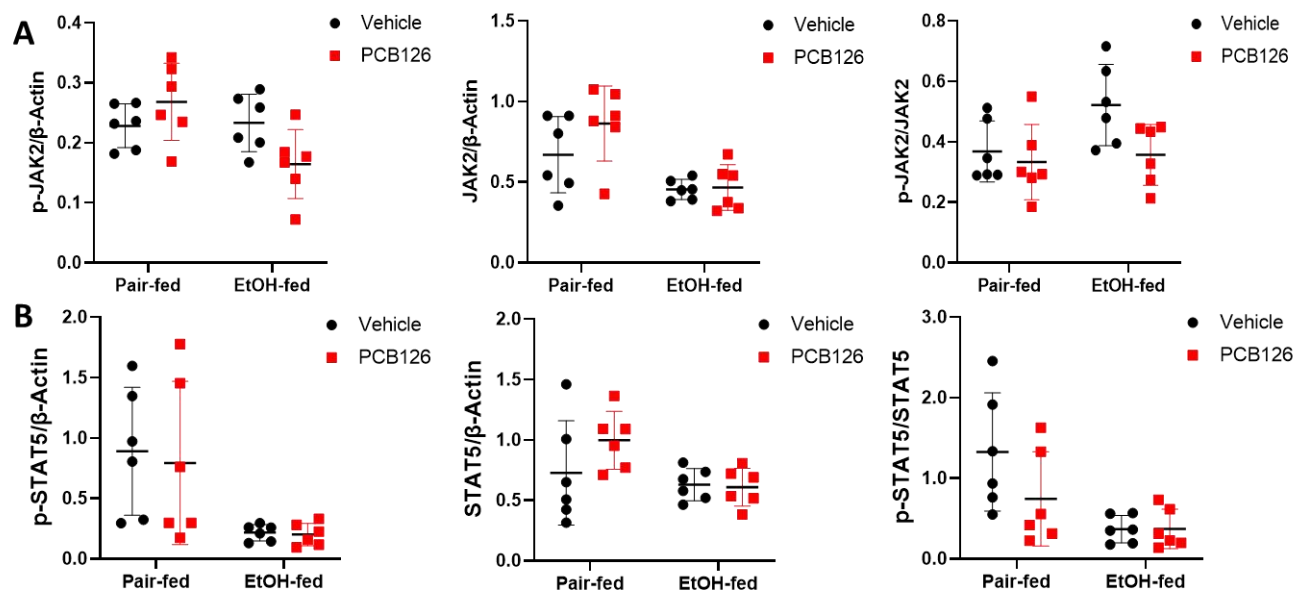 A
p-JAK2/β-Actin
0.4
0.3
0.2
0.1
0.0
Pair-fed
EtOH-fed
Vehicle
PCB126
JAK2/β-Actin
1.5
1.0
0.5
0.0
Pair-fed
EtOH-fed
Vehicle
PCB126
p-JAK2/JAK2
0.8
0.6
0.4
0.2
0.0
Pair-fed
EtOH-fed
Vehicle
PCB126
B
p-STAT5/β-Actin
2.0
1.5
1.0
0.5
0.0
Pair-fed
EtOH-fed
Vehicle
PCB126
STAT5/β-Actin
2.0
1.5
1.0
0.5
0.0
Pair-fed
EtOH-fed
Vehicle
PCB126
p-STAT5/STAT5
3.0
2.0
1.0
0.0
Pair-fed
EtOH-fed
Vehicle
PCB126